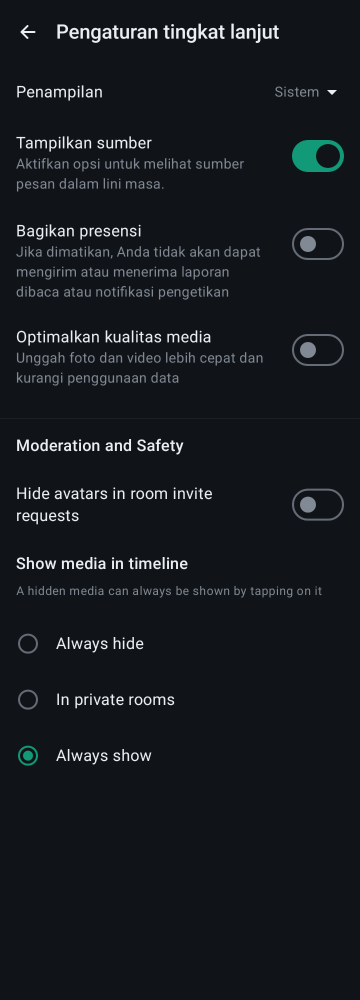 Pengaturan tingkat lanjut
Penampilan
Sistem
Tampilkan sumber
Aktifkan opsi untuk melihat sumber
pesan dalam lini masa.
Bagikan presensi
Jika dimatikan, Anda tidak akan dapat
mengirim atau menerima laporan
dibaca atau notifikasi pengetikan
Optimalkan kualitas media
Unggah foto dan video lebih cepat dan
kurangi penggunaan data
Moderation and Safety
Hide avatars in room invite
requests
Show media in timeline
A hidden media can always be shown by tapping on it
Always hide
In private rooms
Always show